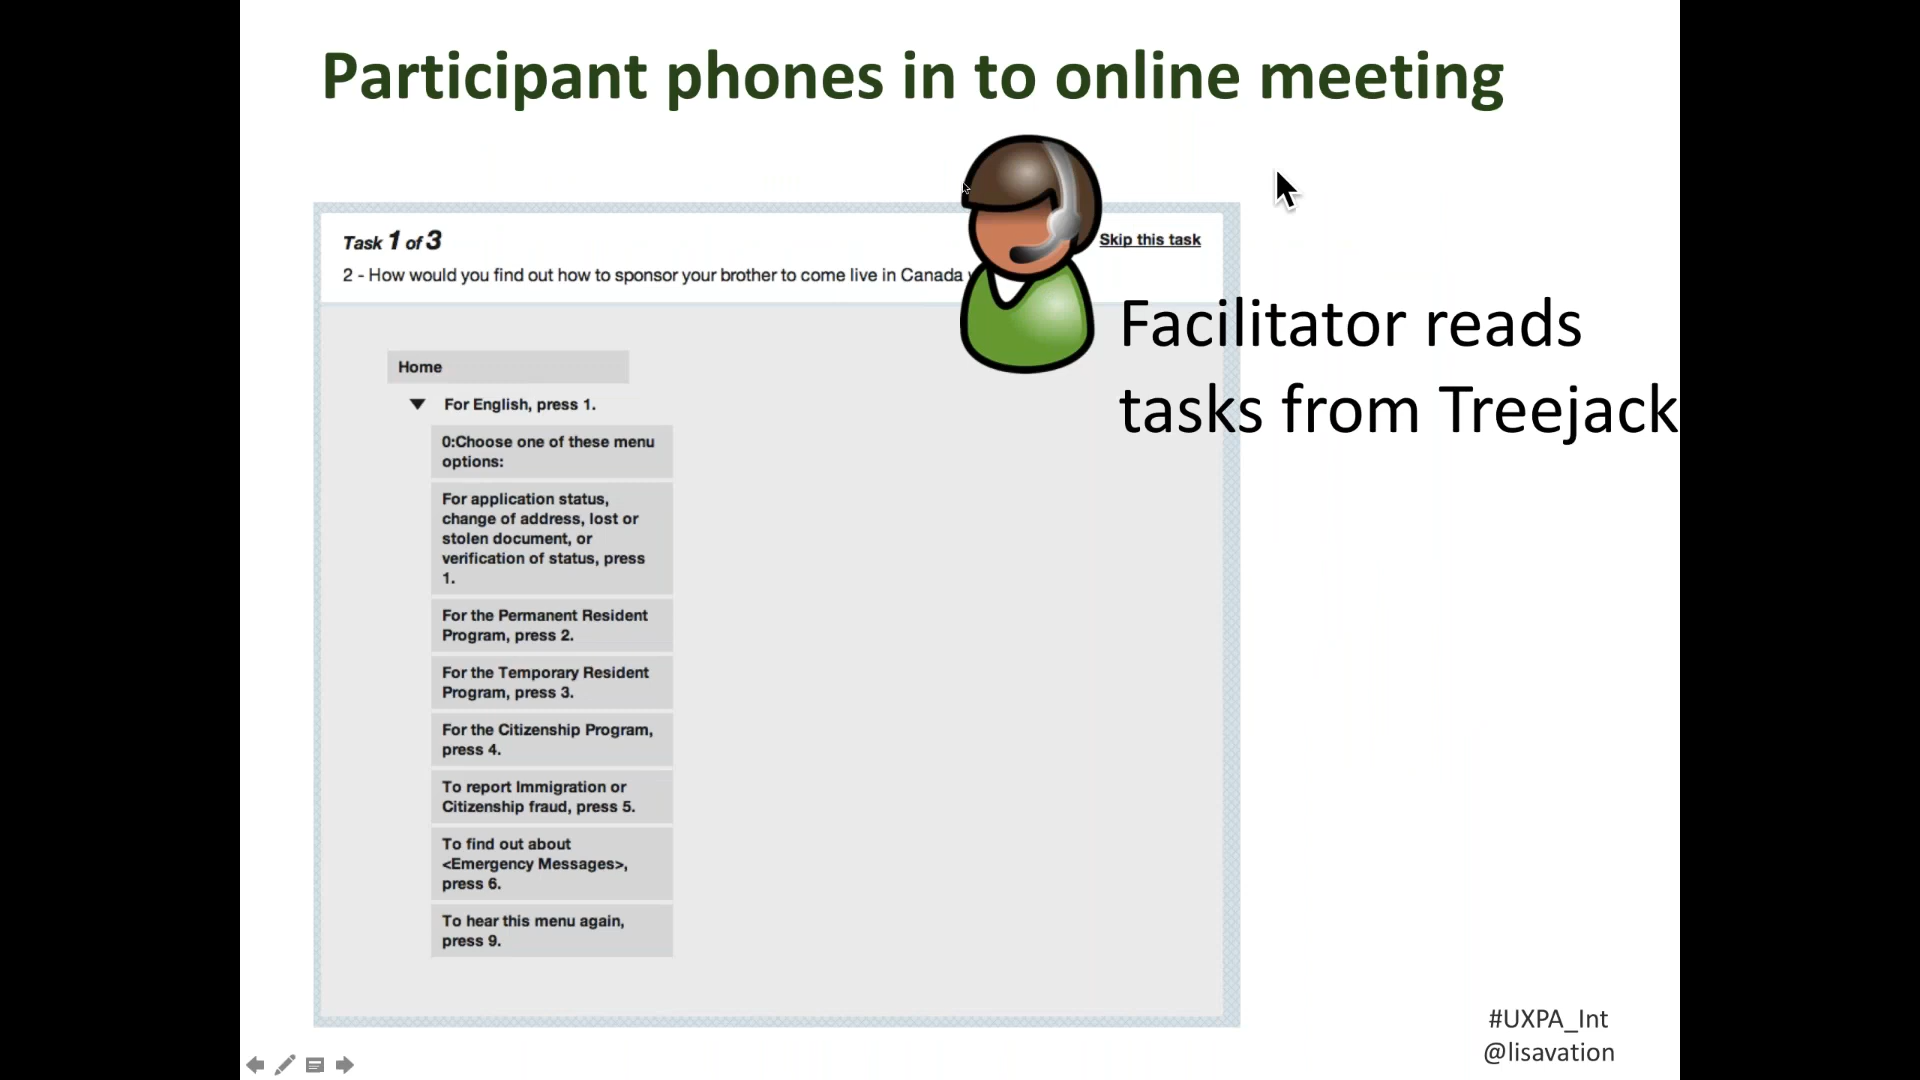 Participant phones in to online meeting
Task 1 of 3
Skip this task
2 - How would you find out how to sponsor your brother to come live in Canada
Facilitator reads
tasks from Treejack
Home
For English, press 1.
0:Choose one of these menu
options:
For application status,
change of address, lost or
stolen document, or
verification of status, press
1.
For the Permanent Resident
Program, press 2.
For the Temporary Resident
Program, press 3.
For the Citizenship Program,
press 4.
To report Immigration or
Citizenship fraud, press 5.
To find out about
<Emergency Messages>,
press 6.
To hear this menu again,
press 9.
#UXPA_Int
@lisavation